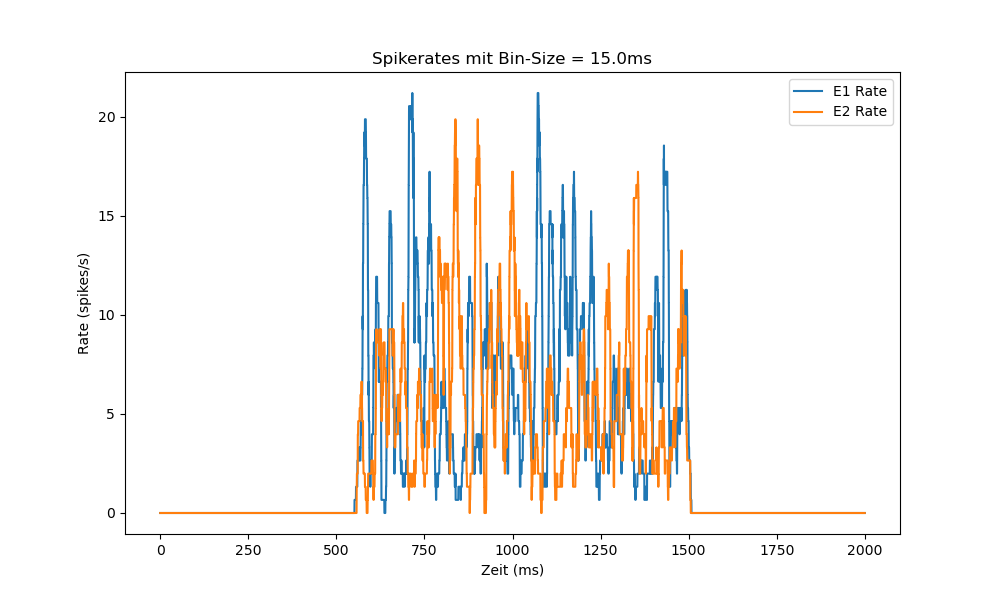 Spikerates mit Bin-Size = 15.0ms
E1 Rate
E2 Rate
20
15
10
5
0
Rate (spikes/s)
0 250 500 750 1000 1250 1500 1750 2000
Zeit (ms)